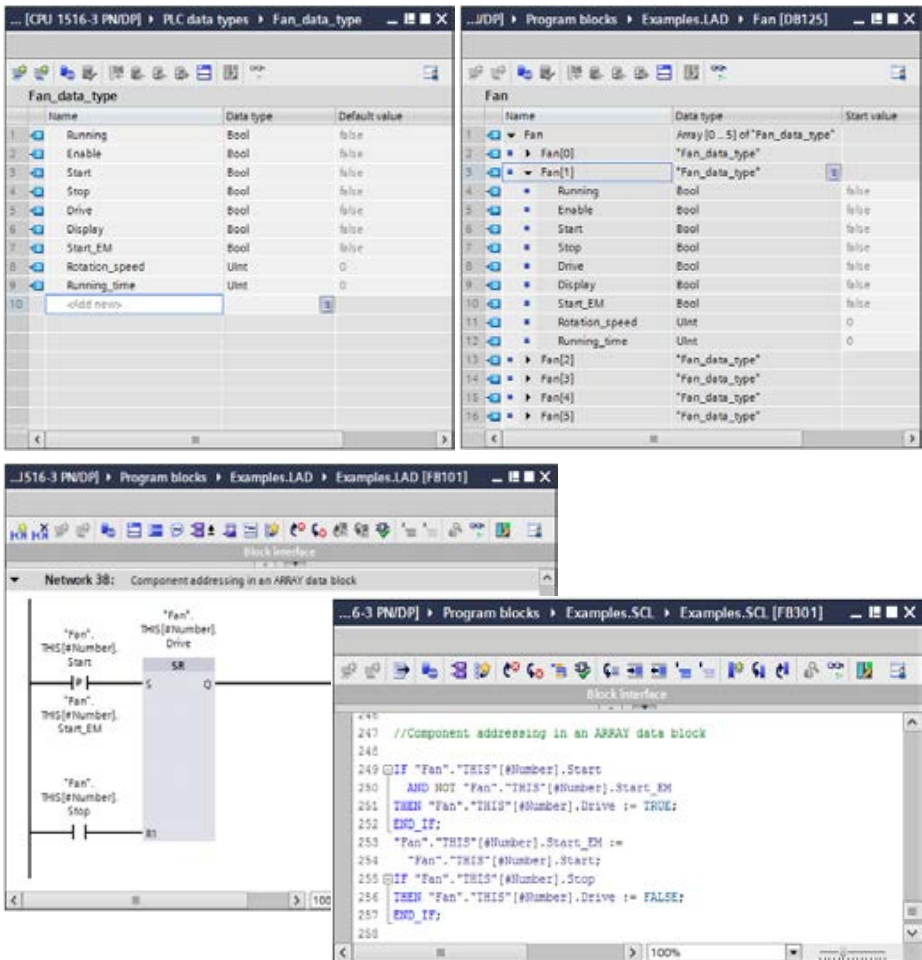 ... [CPU 1516-3 PN/DP] ▸ PLC data types ▸ Fan_data_type
Fan_data_type
Name Data type Default value
1 Running Bool false
2 Enable Bool false
3 Start Bool false
4 Stop Bool false
5 Drive Bool false
6 Display Bool false
7 Start_EM Bool false
8 Rotation_speed UInt 0
9 Running_time UInt 0
10 <Add new>
.../DP] ▸ Program blocks ▸ Examples.LAD ▸ Fan [DB125]
Fan
Name Data type Start value
1 Fan Array [0 .. 5] of "Fan_data_type"
2 Fan[0] "Fan_data_type"
3 Fan[1] "Fan_data_type"
4 Running Bool false
5 Enable Bool false
6 Start Bool false
7 Stop Bool false
8 Drive Bool false
9 Display Bool false
10 Start_EM Bool false
11 Rotation_speed UInt 0
12 Running_time UInt 0
13 Fan[2] "Fan_data_type"
14 Fan[3] "Fan_data_type"
15 Fan[4] "Fan_data_type"
16 Fan[5] "Fan_data_type"
516-3 PN/DP] ▸ Program blocks ▸ Examples.LAD ▸ Examples.LAD [FB101]
Block interface
Network 38: Component addressing in an ARRAY data block
"Fan".
THIS[#Number].
Start
P
"Fan".
THIS[#Number].
Start_EM
"Fan".
THIS[#Number].
Drive
SR
S Q
"Fan".
THIS[#Number].
Stop
R1
100
...6-3 PN/DP] ▸ Program blocks ▸ Examples.SCL ▸ Examples.SCL [FB301]
Block interface
246
247 //Component addressing in an ARRAY data block
248
249 IF "Fan"."THIS"[#Number].Start
250 AND NOT "Fan"."THIS"[#Number].Start_EM
251 THEN "Fan"."THIS"[#Number].Drive := TRUE;
252 END_IF;
253 "Fan"."THIS"[#Number].Start_EM :=
254 "Fan"."THIS"[#Number].Start;
255 IF "Fan"."THIS"[#Number].Stop
256 THEN "Fan"."THIS"[#Number].Drive := FALSE;
257 END_IF;
258
100%